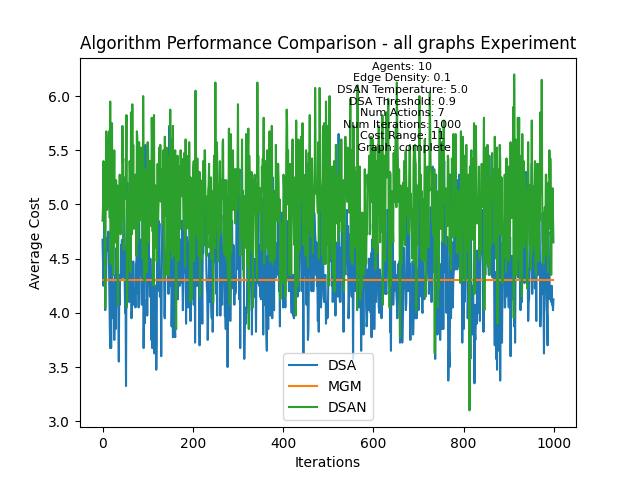 Algorithm Performance Comparison - all graphs Experiment
Agents: 10
Edge Density: 0.1
DSAN Temperature: 5.0
DSA Threshold: 0.9
Num Actions: 7
Num Iterations: 1000
Cost Range: 11
Graph: complete
Average Cost
6.0
5.5
5.0
4.5
4.0
3.5
3.0
DSA
MGM
DSAN
0
200
400
600
800
1000
Iterations